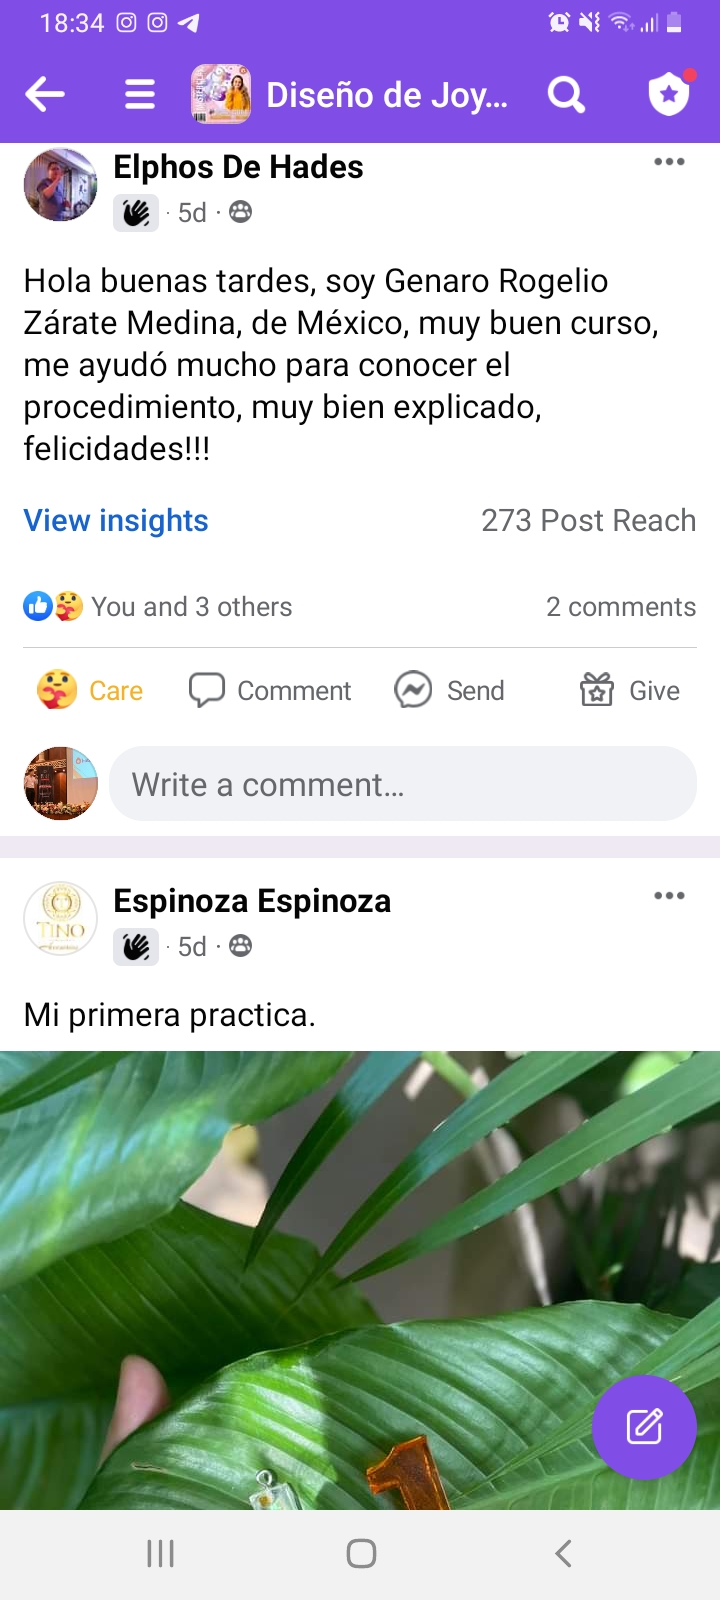 18:34
Diseño de Joy...
Elphos De Hades
· 5d ·
Hola buenas tardes, soy Genaro Rogelio
Zárate Medina, de México, muy buen curso,
me ayudó mucho para conocer el
procedimiento, muy bien explicado,
felicidades!!!
View insights
273 Post Reach
You and 3 others
2 comments
Care
Comment
Send
Give
Write a comment...
TINO
Espinoza Espinoza
· 5d ·
Mi primera practica.
1